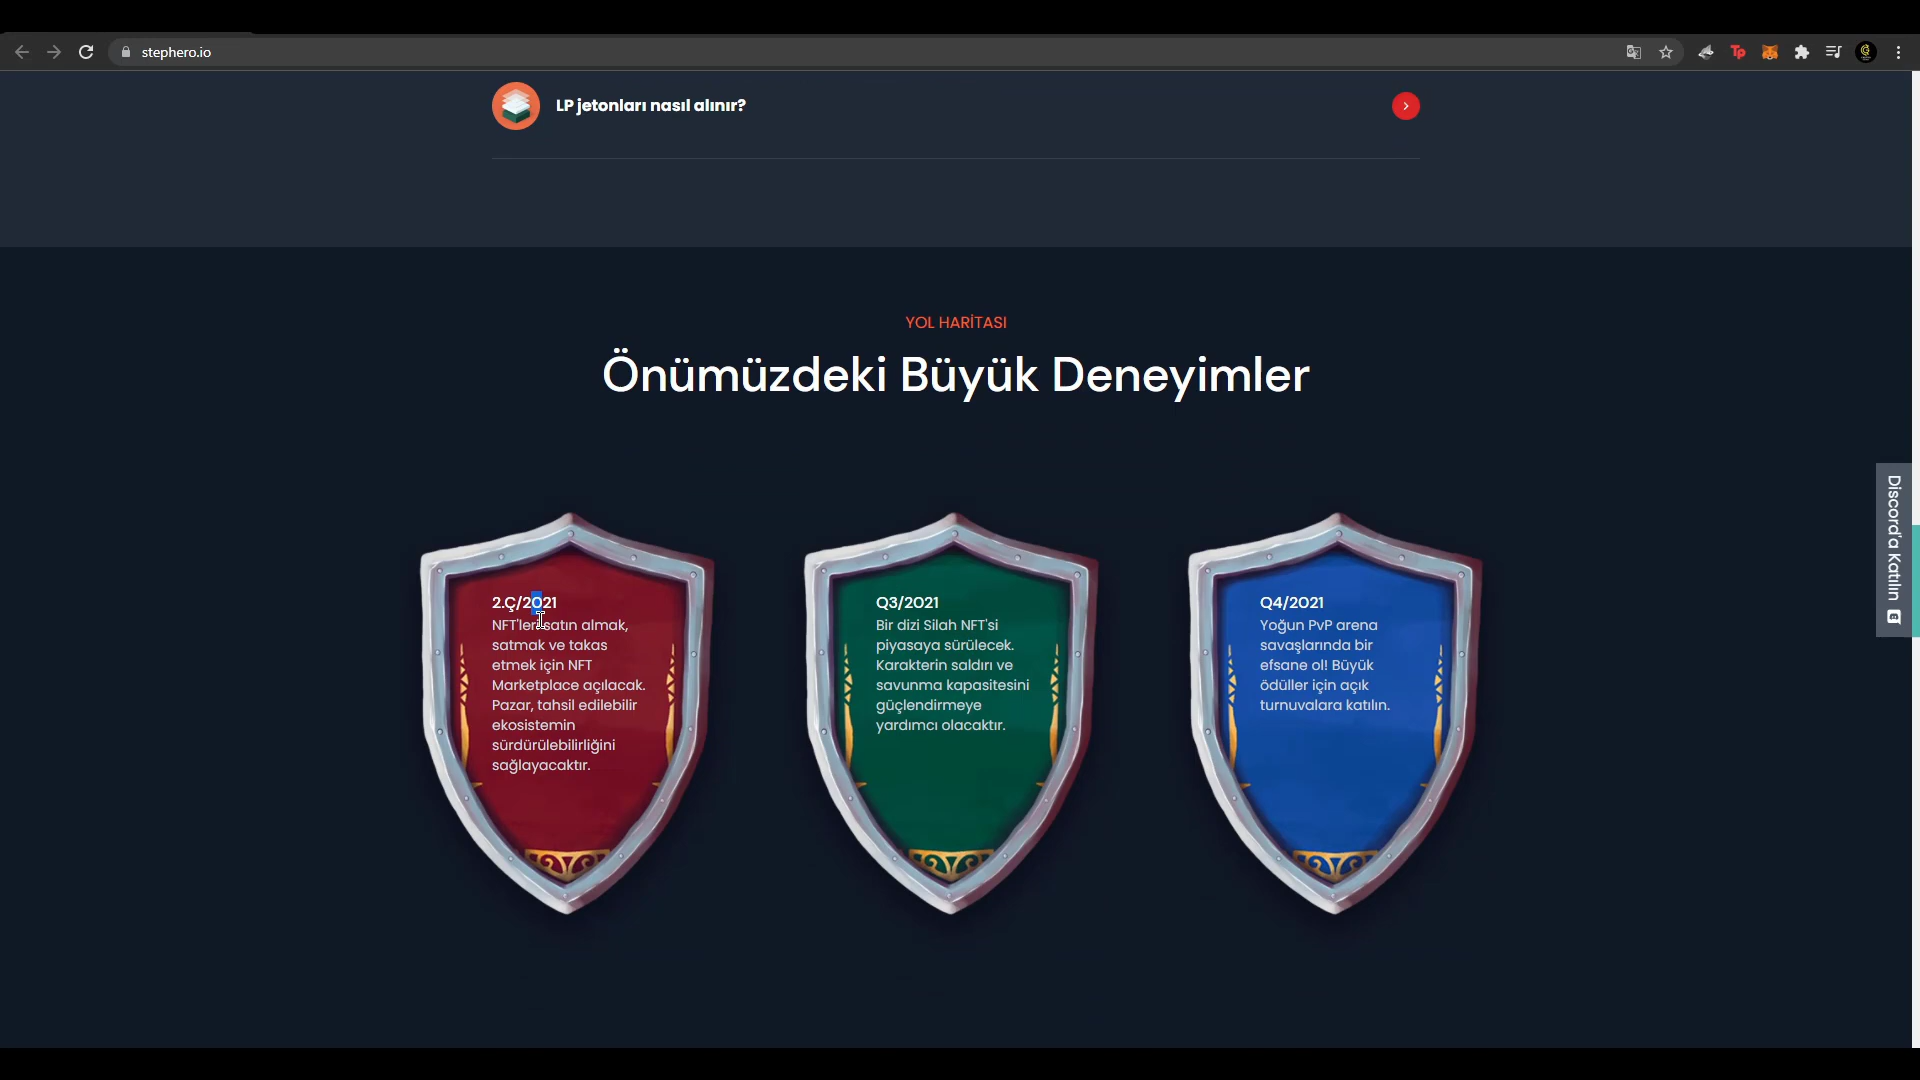 stephero.io
Tp
LP jetonları nasıl alınır?
YOL HARİTASI
Önümüzdeki Büyük Deneyimler
2.Ç/2021
NFT'leri satın almak,
satmak ve takas
etmek için NFT
Marketplace açılacak.
Pazar, tahsil edilebilir
ekosistemin
sürdürülebilirliğini
sağlayacaktır.
Q3/2021
Bir dizi Silah NFT'si
piyasaya sürülecek.
Karakterin saldırı ve
savunma kapasitesini
güçlendirmeye
yardımcı olacaktır.
Q4/2021
Yoğun PvP arena
savaşlarında bir
efsane ol! Büyük
ödüller için açık
turnuvalara katılın.
Discord'a Katılın